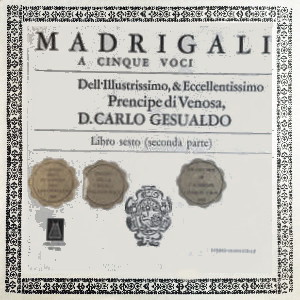 MADRIGALI
A CINQUE VOCI
Dell'Illustrissimo, & Eccellentissimo
Prencipe di Venosa,
D. CARLO GESUALDO
Libro sesto (seconda parte)